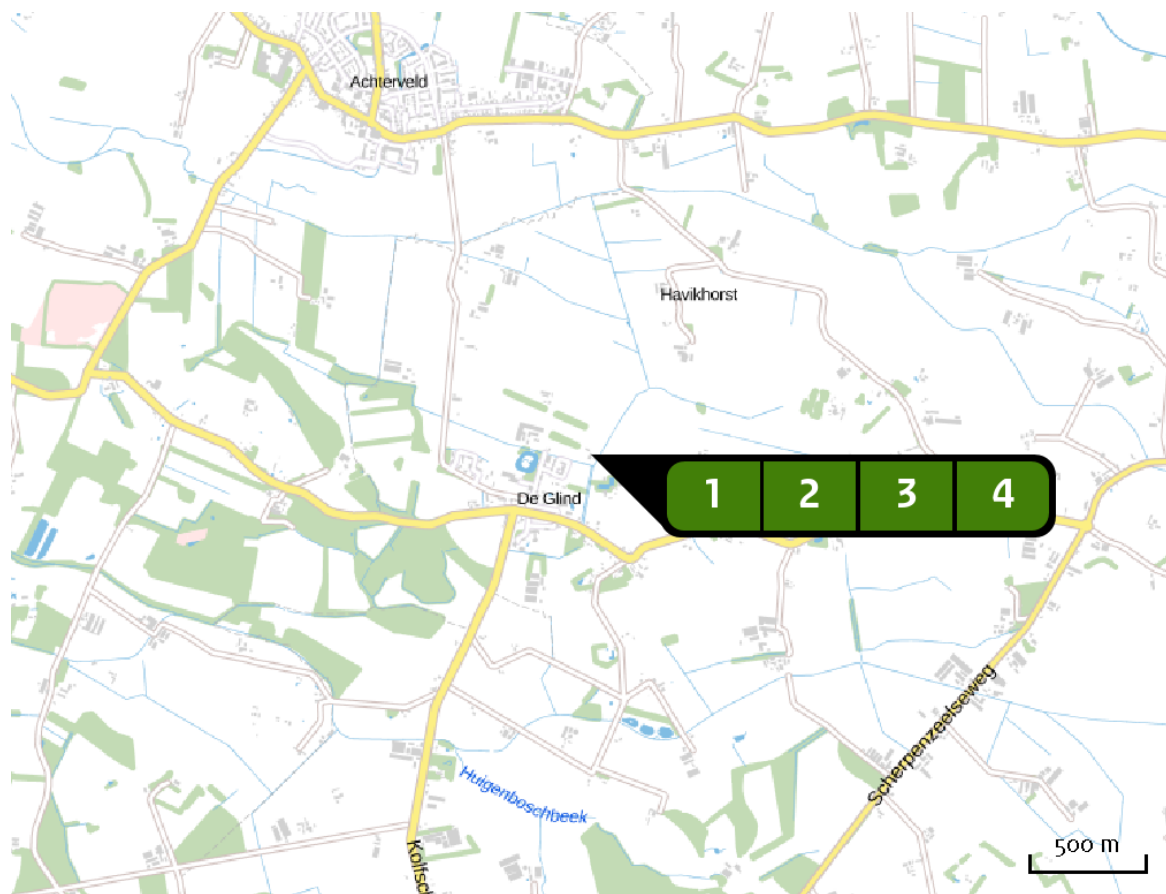 Achterveld
Havikhorst
De Glind
1 2 3 4
Scherpenzeelseweg
Huigenboschbeek
500 m